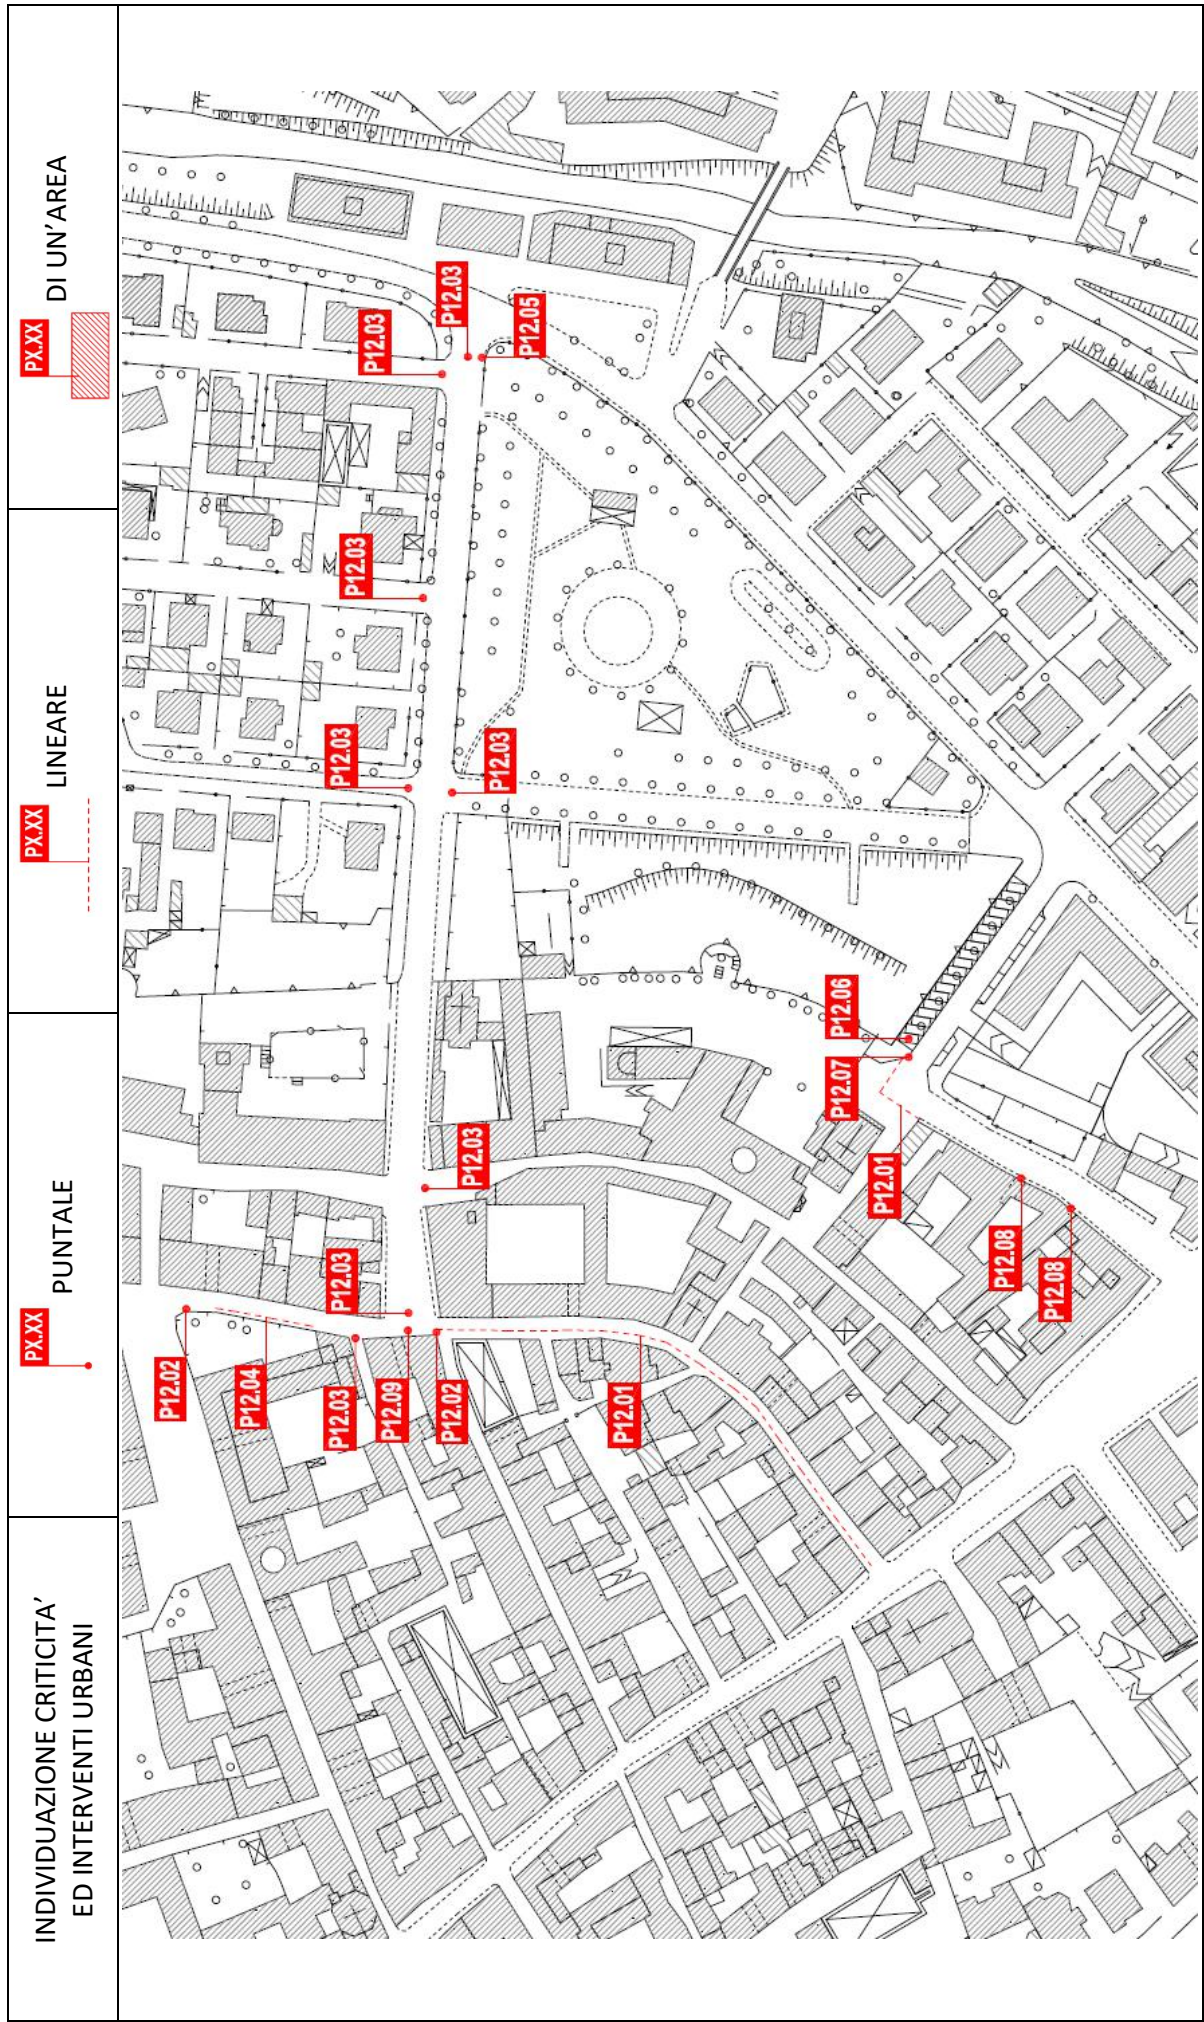 INDIVIDUAZIONE CRITICITA’
ED INTERVENTI URBANI
PX.XX
PUNTALE
PX.XX
LINEARE
PX.XX
DI UN’AREA
P12.02
P12.04
P12.03
P12.09
P12.02
P12.01
P12.03
P12.03
P12.01
P12.08
P12.08
P12.07
P12.06
P12.03
P12.03
P12.03
P12.03
P12.03
P12.05